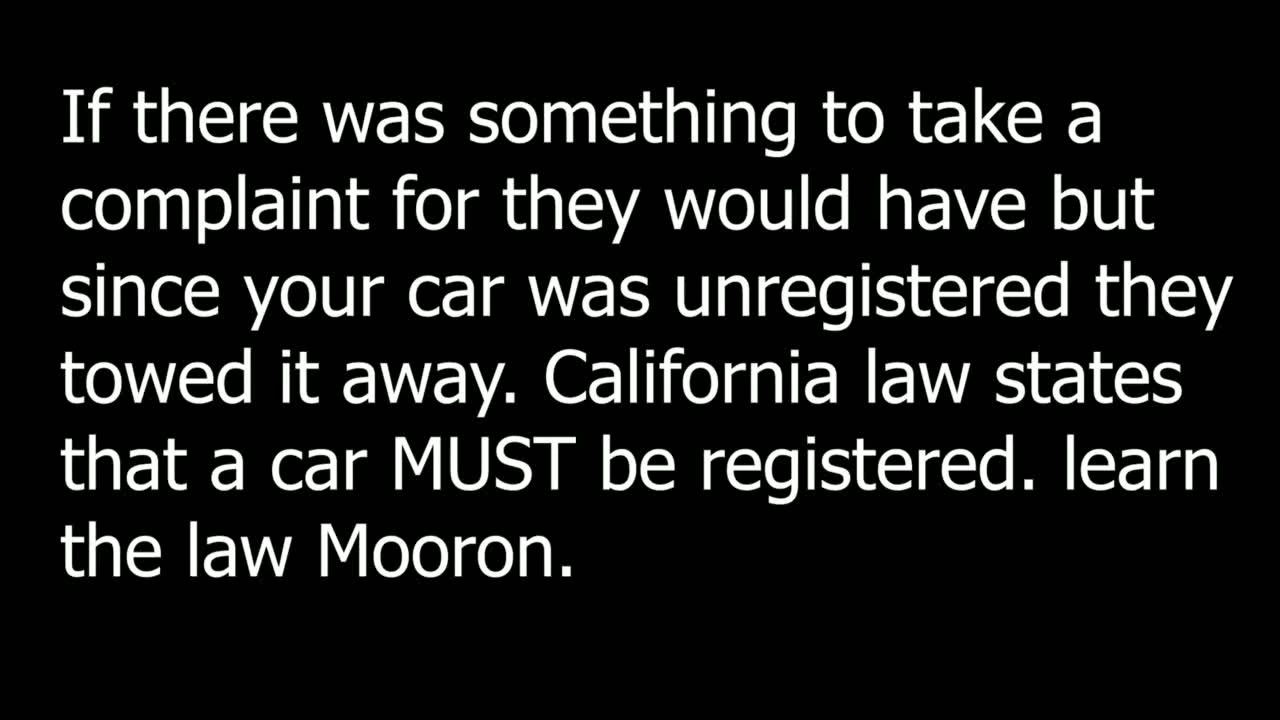 If there was something to take a
complaint for they would have but
since your car was unregistered they
towed it away. California law states
that a car MUST be registered. learn
the law Mooron.